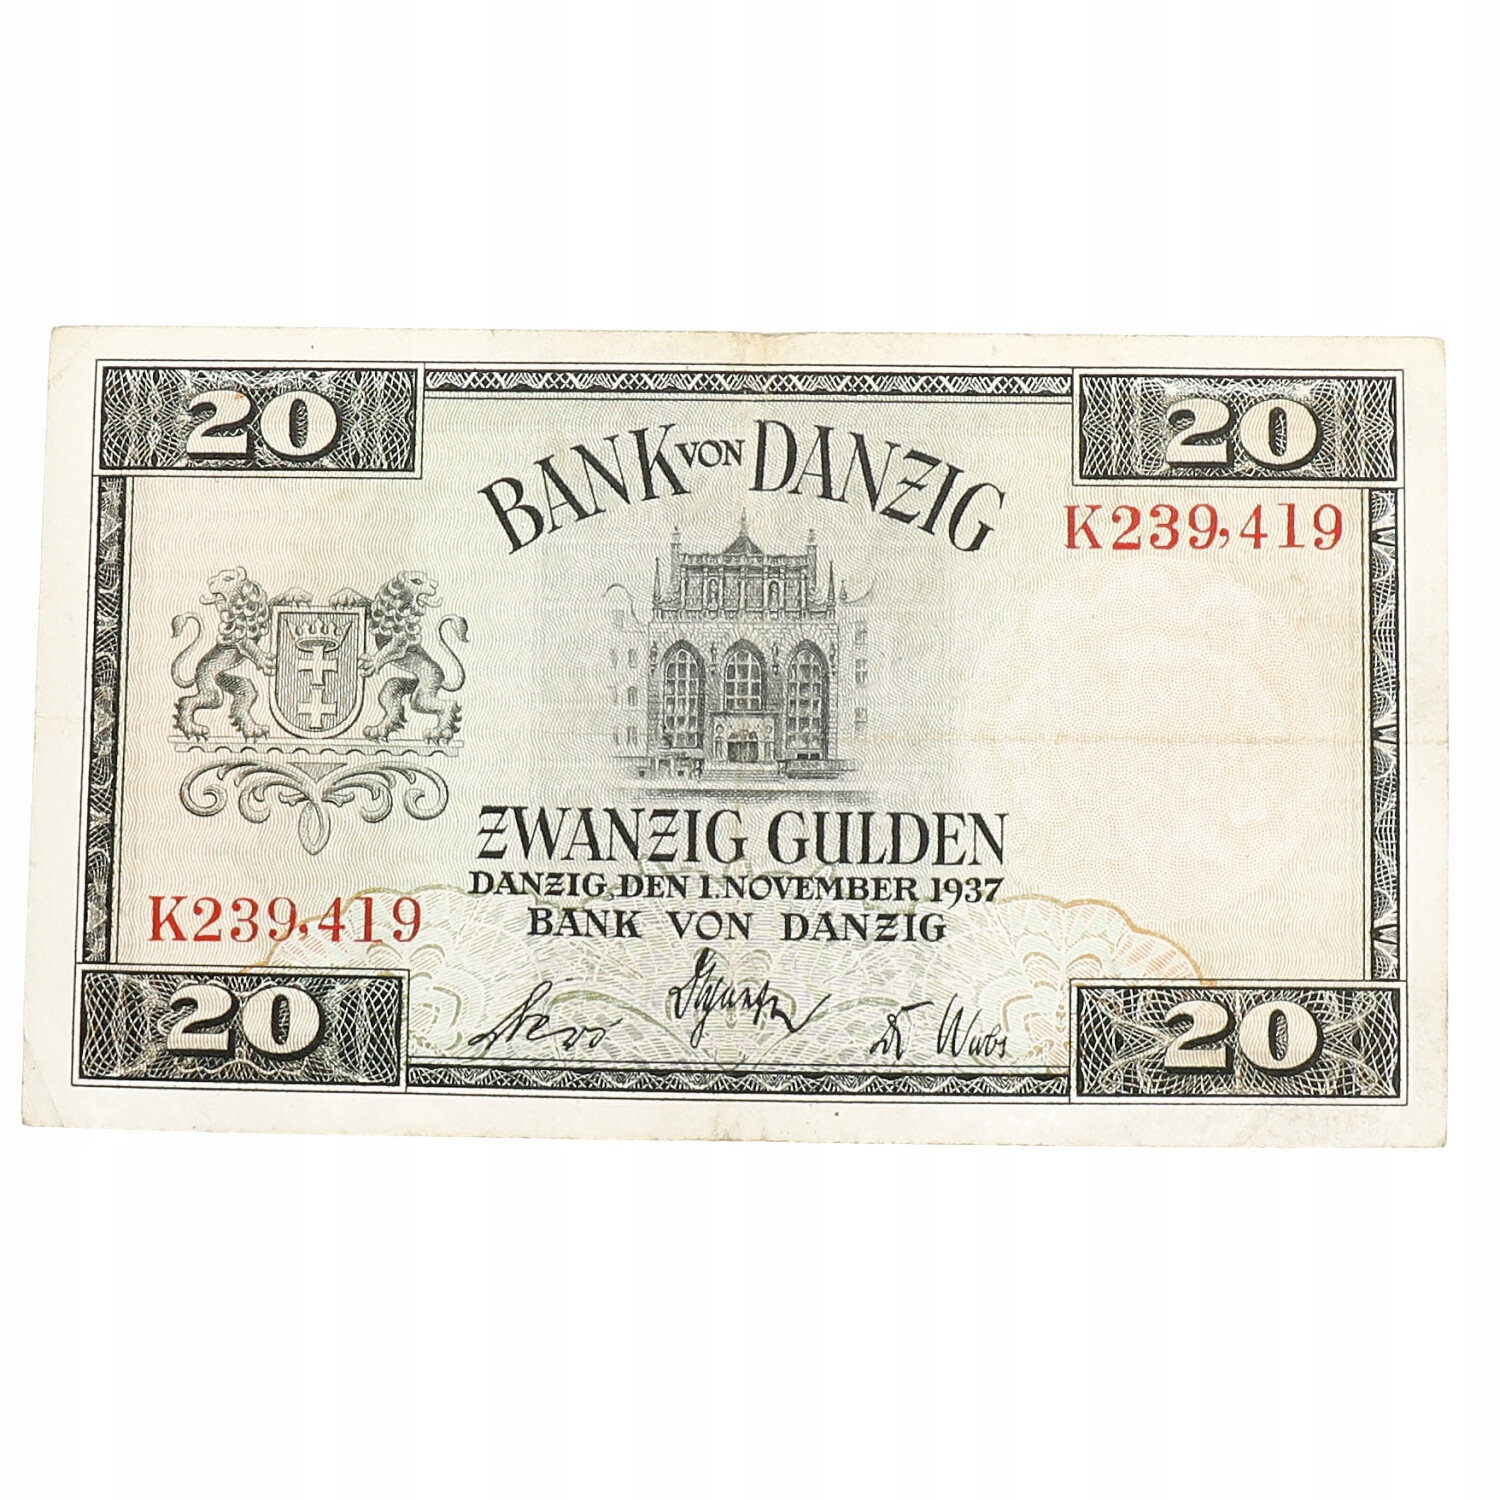 20 20
BANK VON DANZIG
K239,419
ZWANZIG GULDEN
DANZIG, DEN 1. NOVEMBER 1937
K239,419
BANK VON DANZIG
20 20